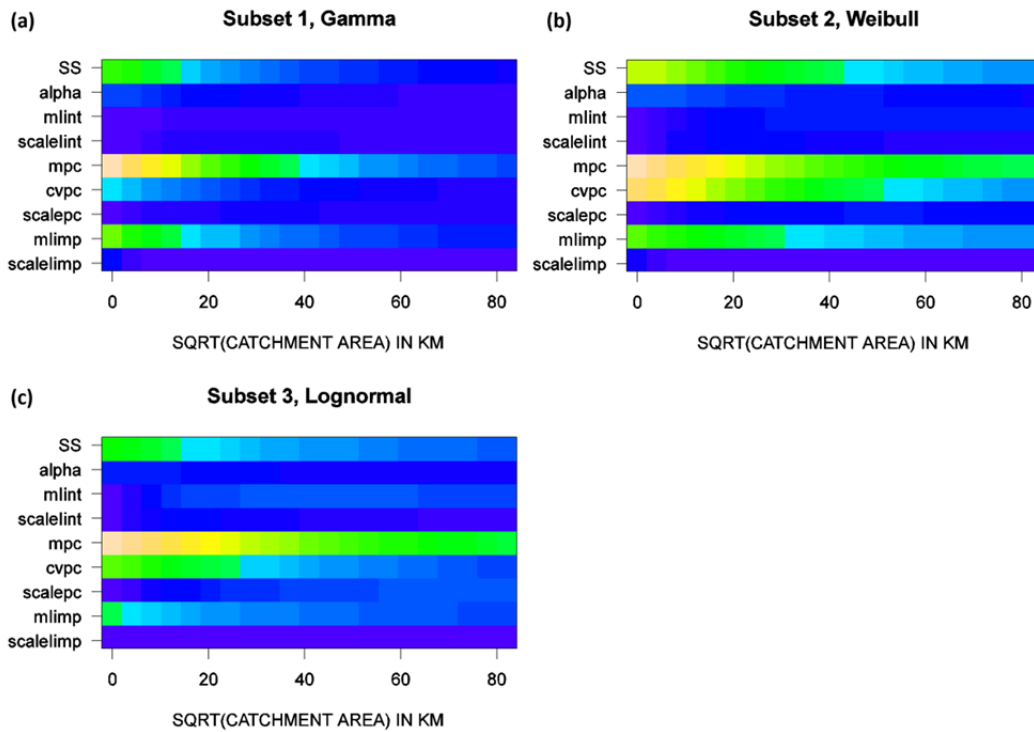 (a) Subset 1, Gamma
SS
alpha
mlint
scalelint
mpc
cvpc
scalepc
mlimp
scalelimp
0 20 40 60 80
SQRT(CATCHMENT AREA) IN KM
(b) Subset 2, Weibull
SS
alpha
mlint
scalelint
mpc
cvpc
scalepc
mlimp
scalelimp
0 20 40 60 80
SQRT(CATCHMENT AREA) IN KM
(c) Subset 3, Lognormal
SS
alpha
mlint
scalelint
mpc
cvpc
scalepc
mlimp
scalelimp
0 20 40 60 80
SQRT(CATCHMENT AREA) IN KM